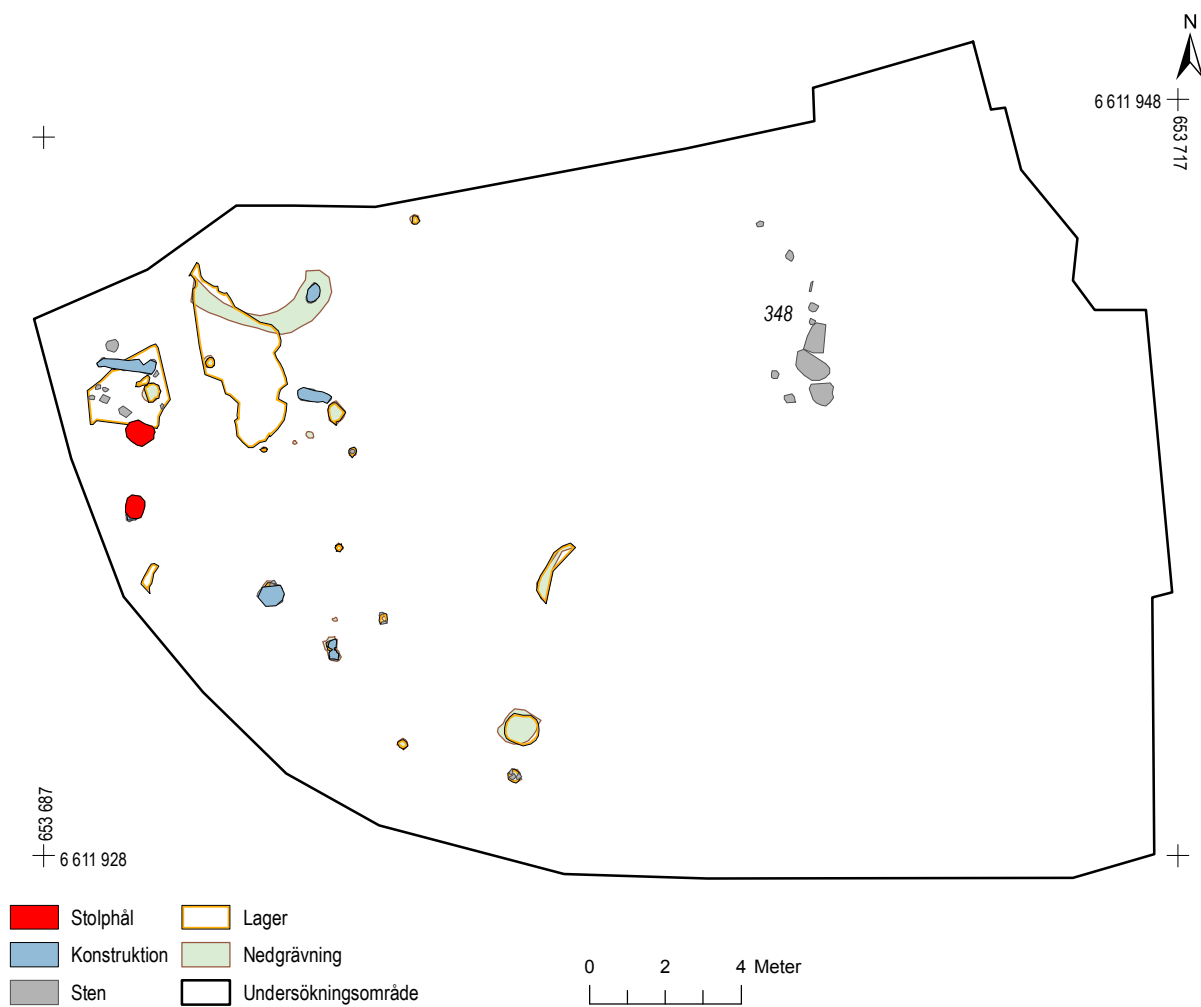 N
6 611 948
653 717
348
653 687
6 611 928
Stolphål
Lager
Konstruktion
Nedgrävning
Sten
Undersökningsområde
0 2 4 Meter